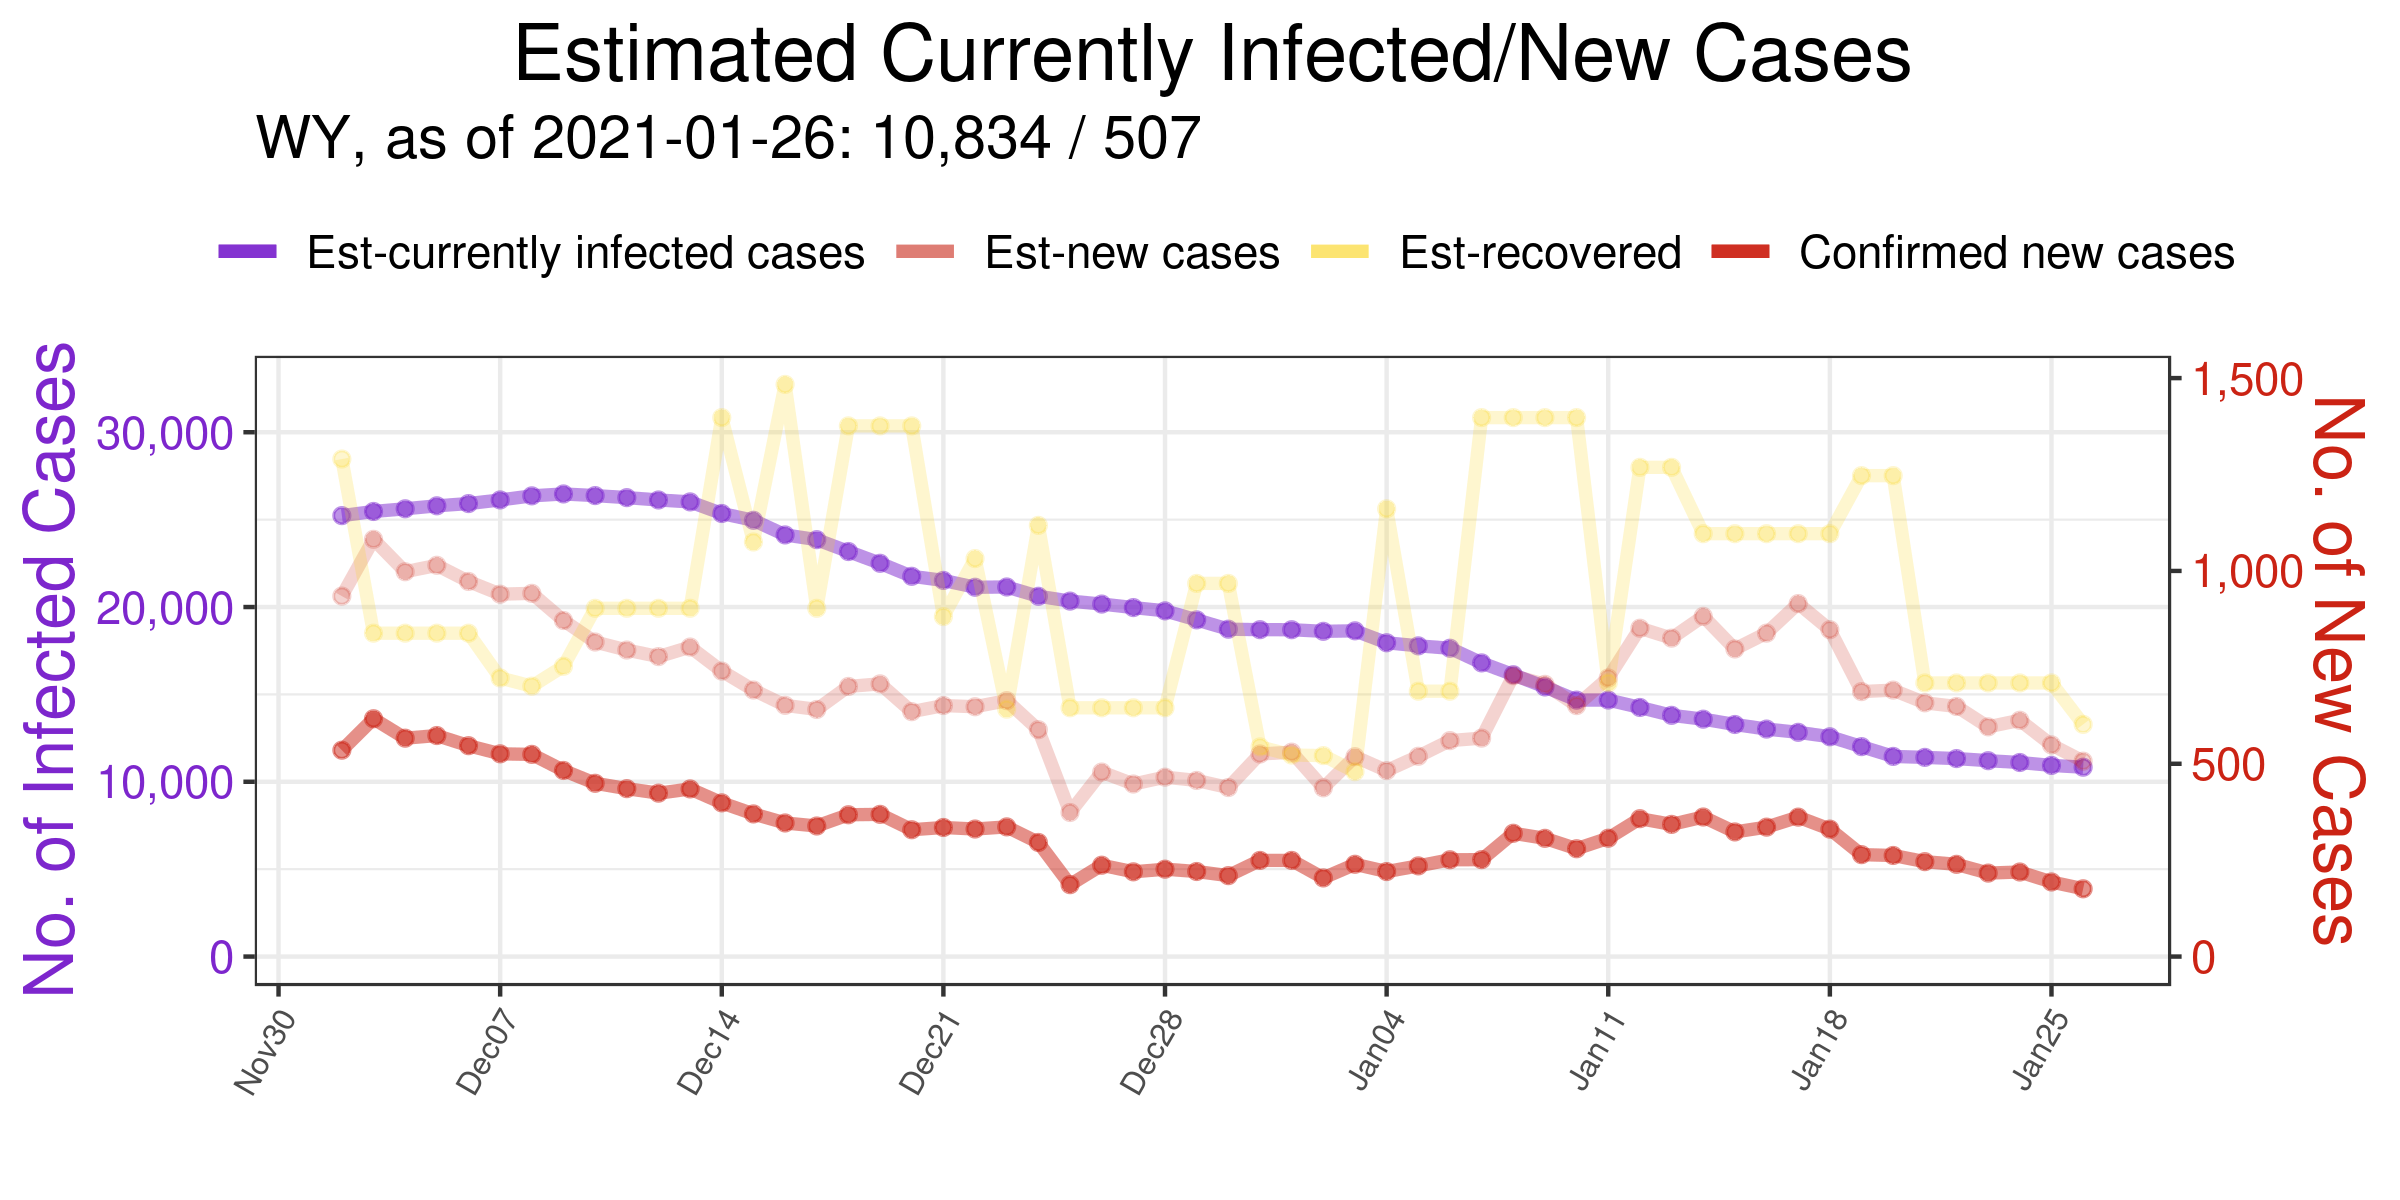 Estimated Currently Infected/New Cases
WY, as of 2021-01-26: 10,834 / 507
Est-currently infected cases Est-new cases Est-recovered Confirmed new cases
No. of Infected Cases
30,000
20,000
10,000
0
1,500
1,000
500
0
No. of New Cases
Nov30 Dec07 Dec14 Dec21 Dec28 Jan04 Jan11 Jan18 Jan25